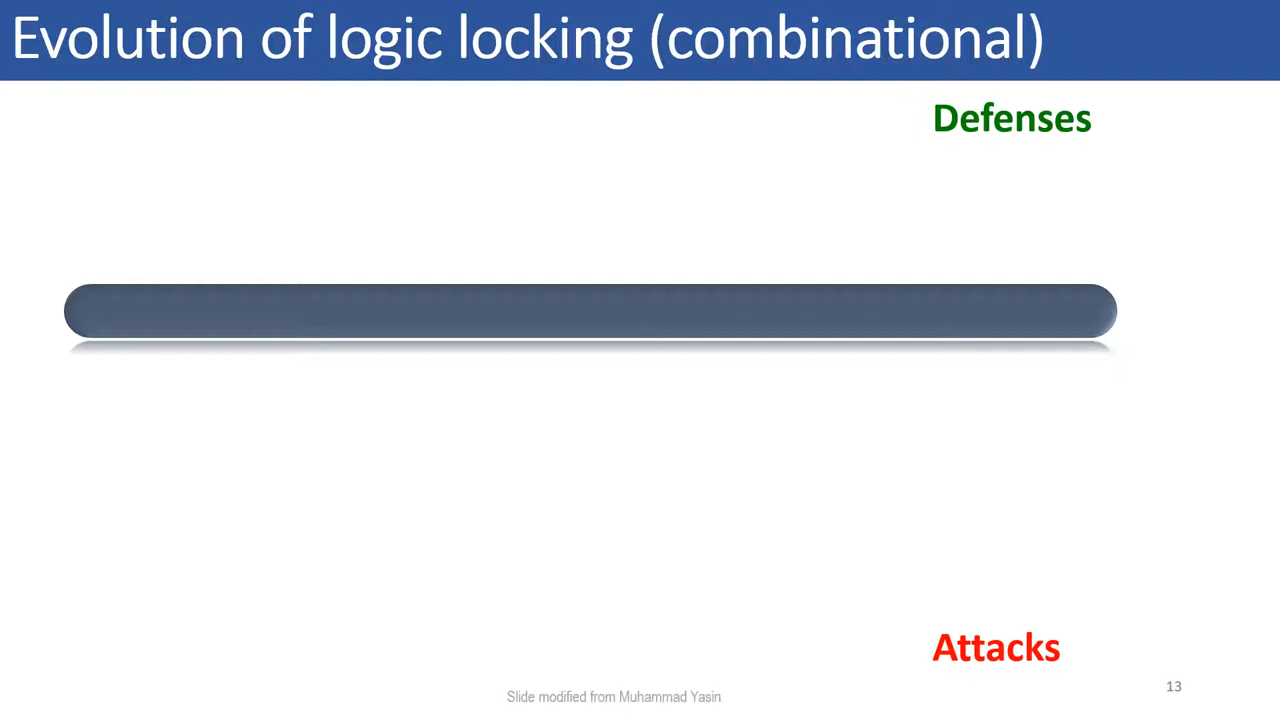 Evolution of logic locking (combinational)
Defenses
Attacks
13
Slide modified from Muhammad Yasin